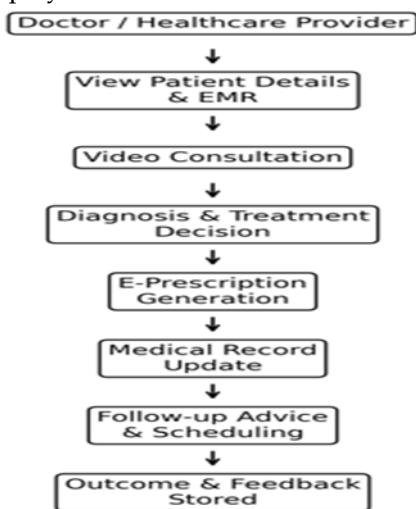 Doctor / Healthcare Provider
View Patient Details
& EMR
Video Consultation
Diagnosis & Treatment
Decision
E-Prescription
Generation
Medical Record
Update
Follow-up Advice
& Scheduling
Outcome & Feedback
Stored